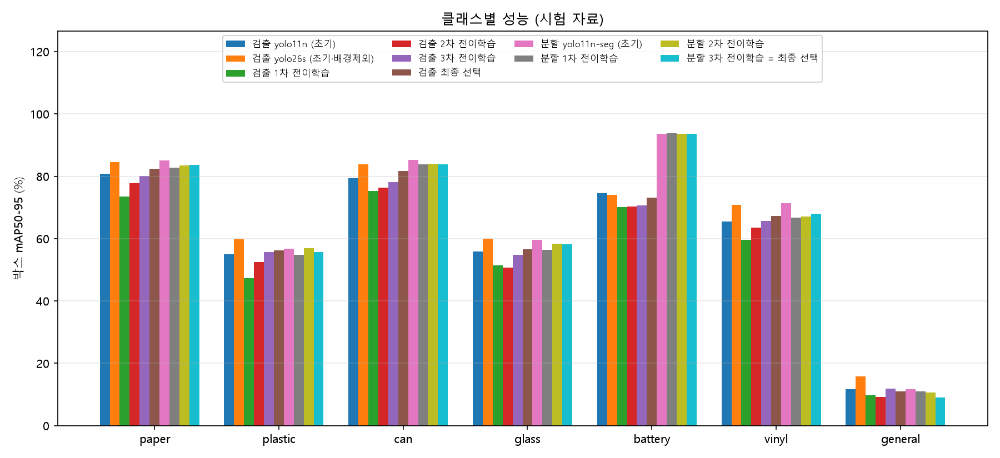 클래스별 성능 (시험 자료)
검출 yolo11n (초기)
검출 yolo26s (초기·배경제외)
검출 1차 전이학습
검출 2차 전이학습
검출 3차 전이학습
검출 최종 선택
분할 yolo11n-seg (초기)
분할 1차 전이학습
분할 2차 전이학습
분할 3차 전이학습 = 최종 선택
박스 mAP50-95 (%)
120
100
80
60
40
20
0
paper plastic can glass battery vinyl general